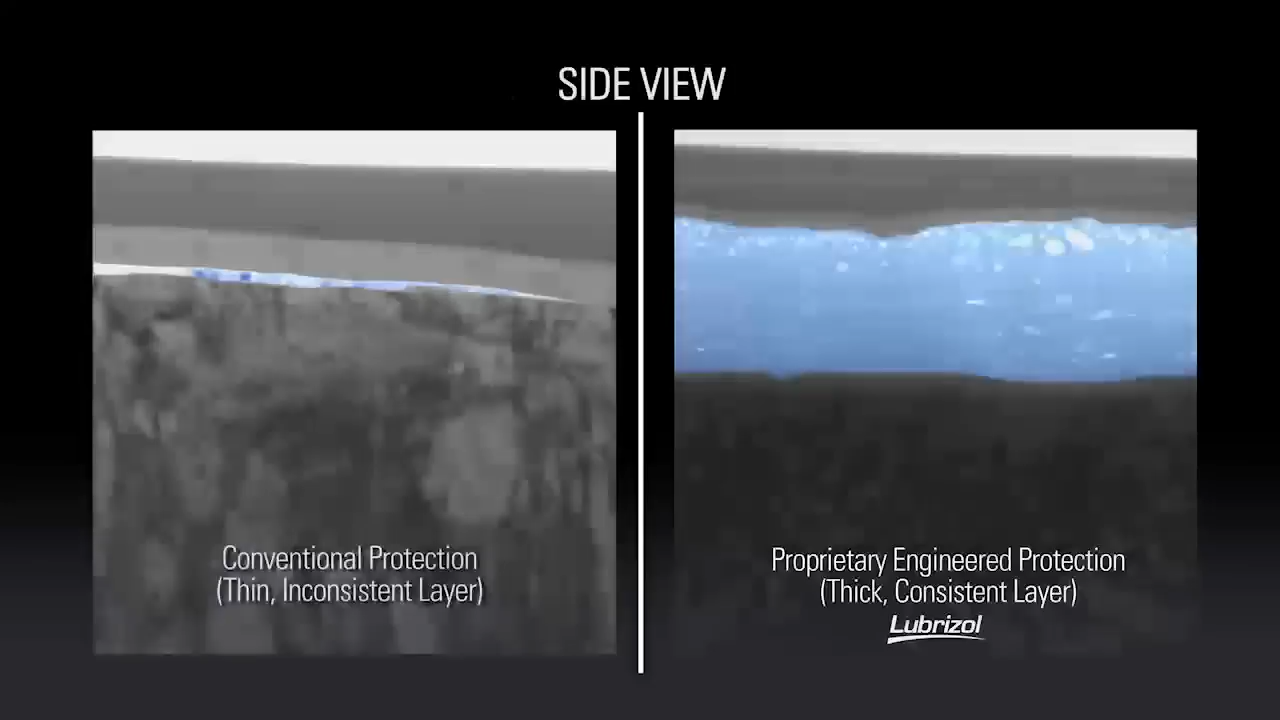 SIDE VIEW
Conventional Protection
(Thin, Inconsistent Layer)
Proprietary Engineered Protection
(Thick, Consistent Layer)
Lubrizol